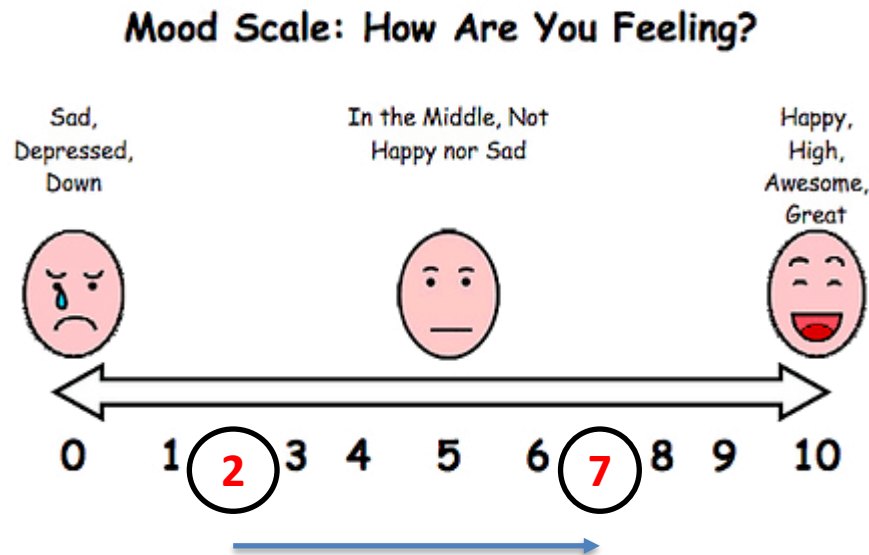 Mood Scale: How Are You Feeling?
Sad,
Depressed,
Down
In the Middle, Not
Happy nor Sad
Happy,
High,
Awesome,
Great
0 1 2 3 4 5 6 7 8 9 10